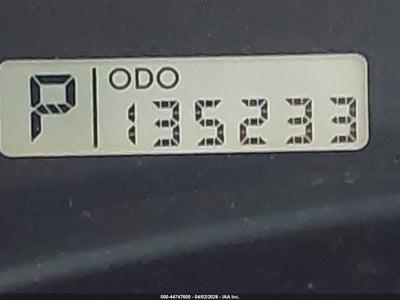 P
ODO
135233
000-44747600 - 04/02/2026 - IAA Inc.